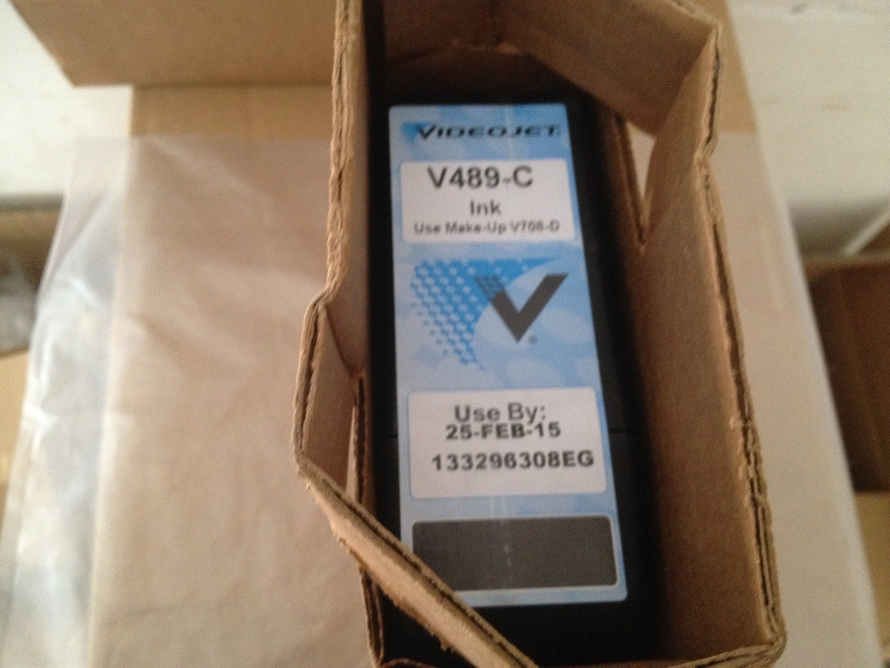 VIDEOJET.
V489-C
Ink
Use Make-Up V706-D
V
Use By:
25-FEB-15
133296308EG